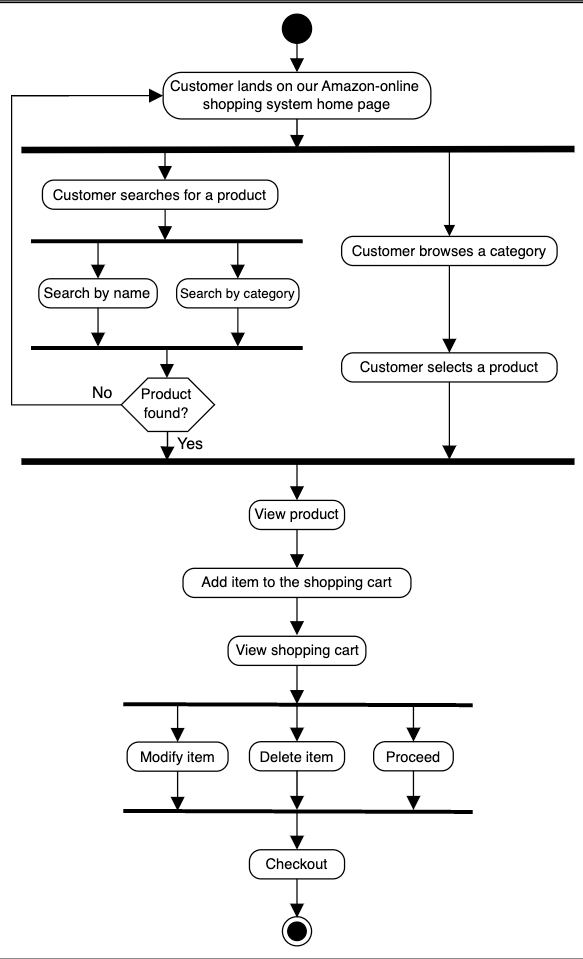 Customer lands on our Amazon-online
shopping system home page
Customer searches for a product
Customer browses a category
Search by name
Search by category
Customer selects a product
No
Product
found?
Yes
View product
Add item to the shopping cart
View shopping cart
Modify item
Delete item
Proceed
Checkout